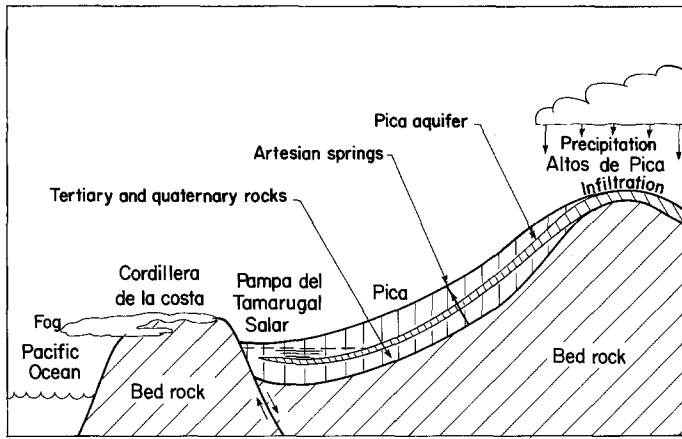 Pica aquifer
Precipitation
Altos de Pica
Infiltration
Artesian springs
Tertiary and quaternary rocks
Cordillera
de la costa
Pampa del
Tamarugal
Salar
Pica
Fog
Pacific
Ocean
Bed rock
Bed rock